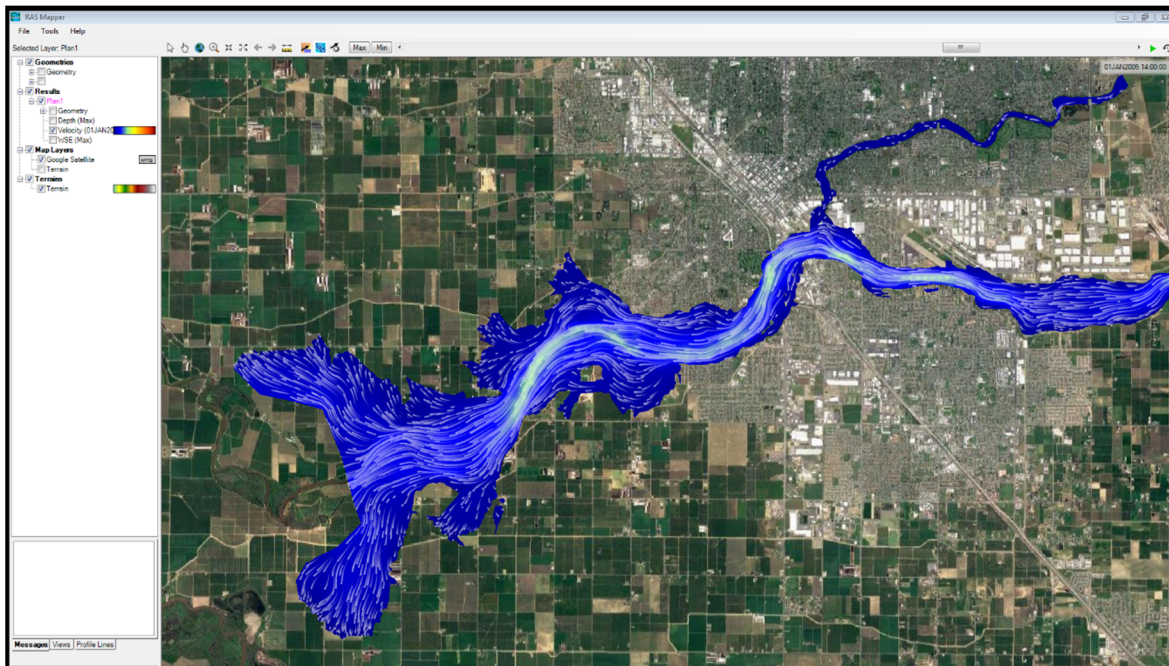 RAS Mapper
File Tools Help
Selected Layer: Plan1
Max Min
Geometries
Geometry
Results
Plan1
Geometry
Depth (Max)
Velocity (01JAN20
WSE (Max)
Map Layers
Google Satellite
Terrain
Terrains
Terrain
01JAN2005 14:00:00
Messages Views Profile Lines